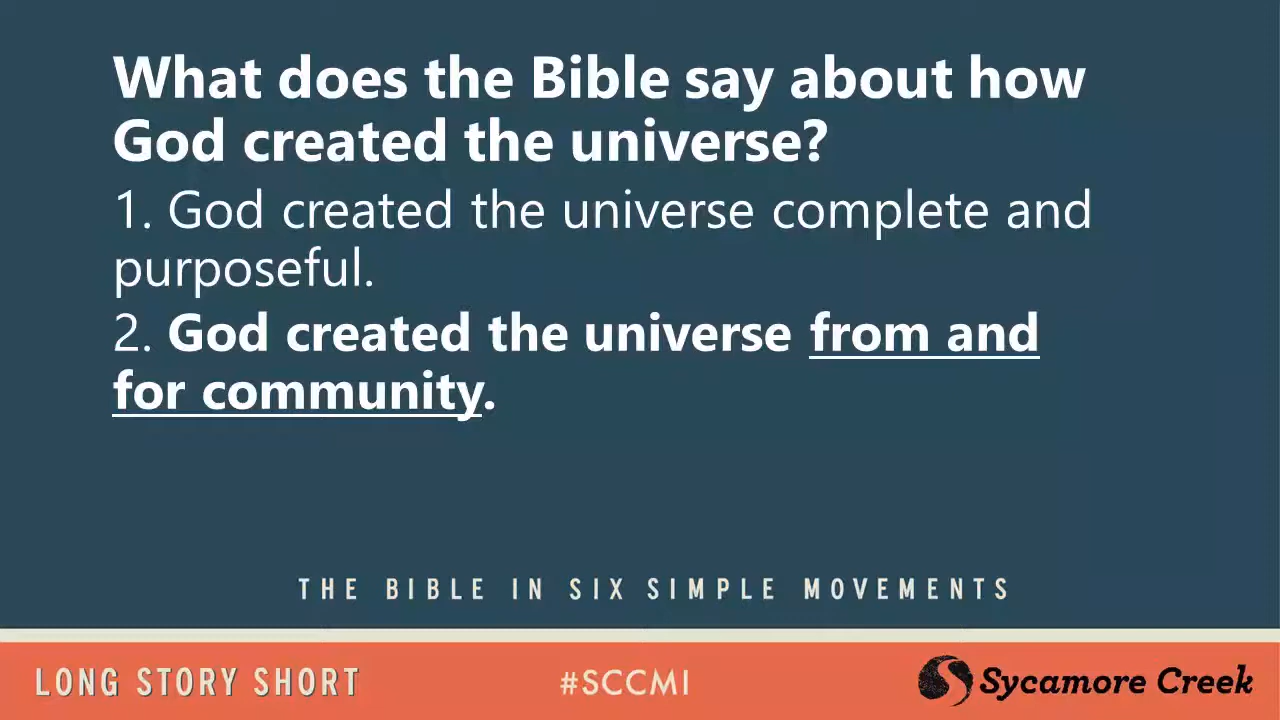 What does the Bible say about how
God created the universe?
1. God created the universe complete and
purposeful.
2. God created the universe from and
for community.
THE BIBLE IN SIX SIMPLE MOVEMENTS
LONG STORY SHORT
#SCCMI
Sycamore Creek